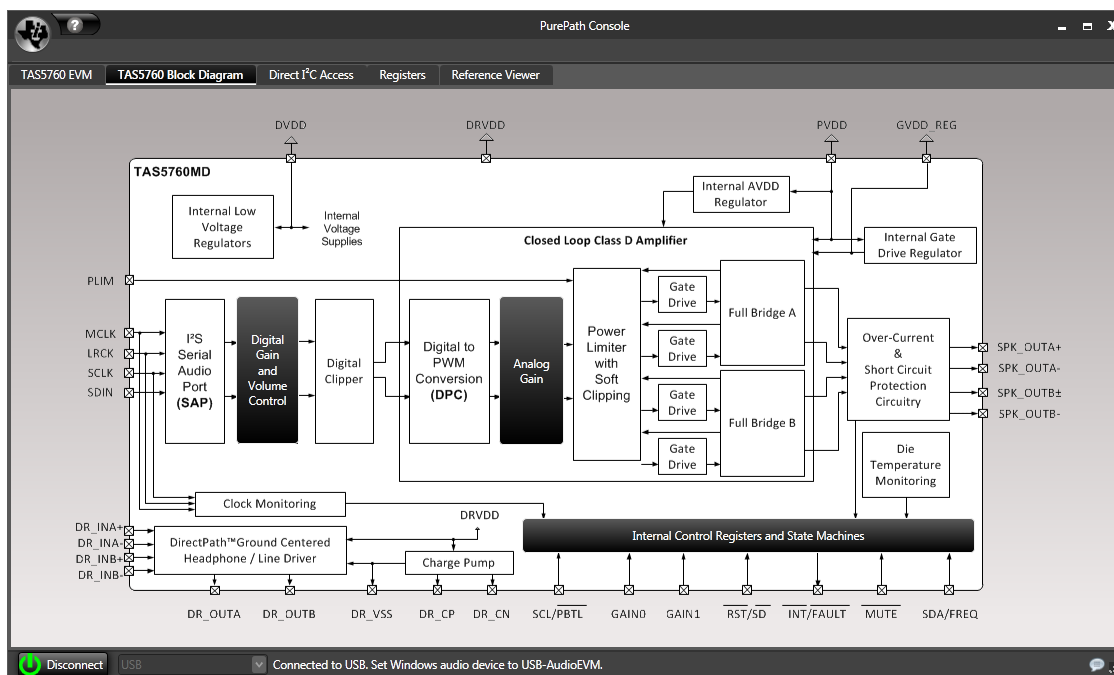 PurePath Console
?
TAS5760 EVM
TAS5760 Block Diagram
Direct I²C Access
Registers
Reference Viewer
DVDD
DRVDD
PVDD
GVDD_REG
TAS5760MD
Internal Low
Voltage
Regulators
Internal
Voltage
Supplies
Internal AVDD
Regulator
Closed Loop Class D Amplifier
Internal Gate
Drive Regulator
PLIM
MCLK
LRCK
SCLK
SDIN
I²S
Serial
Audio
Port
(SAP)
Digital
Gain
and
Volume
Control
Digital
Clipper
Digital to
PWM
Conversion
(DPC)
Analog
Gain
Power
Limiter
with
Soft
Clipping
Gate
Drive
Gate
Drive
Gate
Drive
Gate
Drive
Full Bridge A
Full Bridge B
Over-Current
&
Short Circuit
Protection
Circuitry
SPK_OUTA+
SPK_OUTA-
SPK_OUTB±
SPK_OUTB-
Die
Temperature
Monitoring
Clock Monitoring
DRVDD
DR_INA+
DR_INA-
DR_INB+
DR_INB-
DirectPath™Ground Centered
Headphone / Line Driver
Charge Pump
Internal Control Registers and State Machines
DR_OUTA
DR_OUTB
DR_VSS
DR_CP
DR_CN
SCL/PBTL
GAIN0
GAIN1
RST/SD
INT/FAULT
MUTE
SDA/FREQ
Disconnect
USB
Connected to USB. Set Windows audio device to USB-AudioEVM.